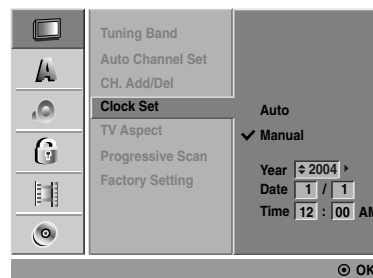 Tuning Band
Auto Channel Set
CH. Add/Del
Clock Set
TV Aspect
Progressive Scan
Factory Setting
Auto
✓ Manual
Year 2004
Date 1 / 1
Time 12 : 00 AM
OK